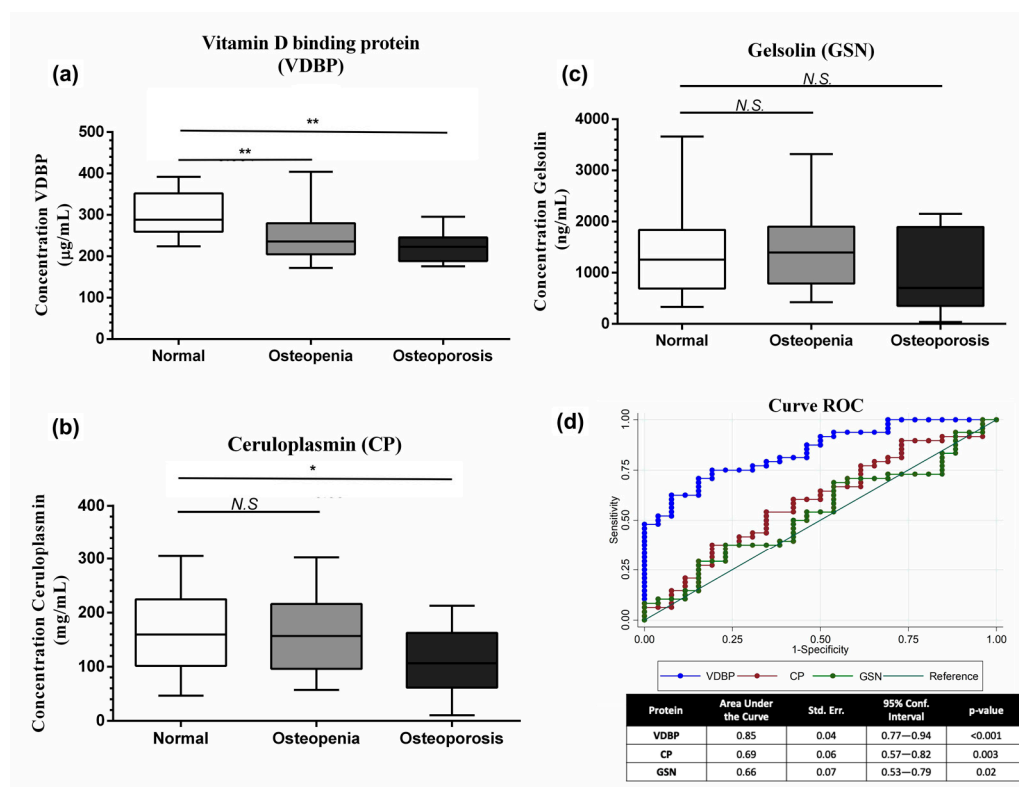 (a)
Vitamin D binding protein
(VDBP)
**
**
Concentration VDBP
(µg/mL)
500
400
300
200
100
0
Normal Osteopenia Osteoporosis
(c)
Gelsolin (GSN)
N.S.
N.S.
Concentration Gelsolin
(ng/mL)
4000
3000
2000
1000
0
Normal Osteopenia Osteoporosis
(b)
Ceruloplasmin (CP)
*
N.S
Concentration Ceruloplasmin
(mg/mL)
400
300
200
100
0
Normal Osteopenia Osteoporosis
(d)
Curve ROC
Sensitivity
1.00
0.75
0.50
0.25
0.00
0.00 0.25 0.50 0.75 1.00
1-Specificity
VDBP CP GSN Reference
Protein Area Under the Curve Std. Err. 95% Conf. Interval p-value
VDBP 0.85 0.04 0.77—0.94 <0.001
CP 0.69 0.06 0.57—0.82 0.003
GSN 0.66 0.07 0.53—0.79 0.02